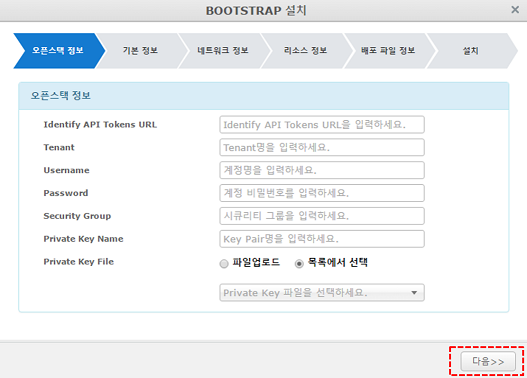 BOOTSTRAP 설치
오픈스택 정보 기본 정보 네트워크 정보 리소스 정보 배포 파일 정보 설치
오픈스택 정보
Identify API Tokens URL Identify API Tokens URL을 입력하세요.
Tenant Tenant명을 입력하세요.
Username 계정명을 입력하세요.
Password 계정 비밀번호를 입력하세요.
Security Group 시큐리티 그룹을 입력하세요.
Private Key Name Key Pair명을 입력하세요.
Private Key File 파일업로드 목록에서 선택
Private Key 파일을 선택하세요.
다음>>